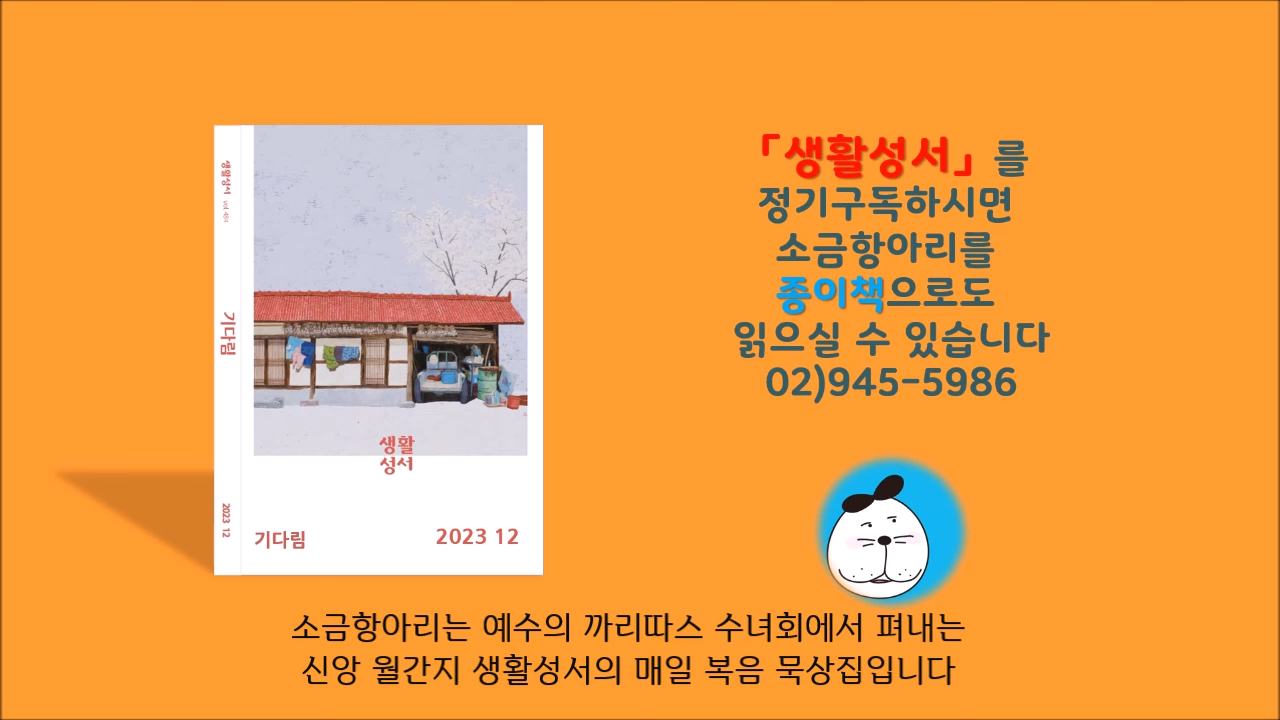 생활성서 vol. 484
기다림
2023 12
생활
성서
기다림 2023 12
「생활성서」를
정기구독하시면
소금항아리를
종이책으로도
읽으실 수 있습니다
02)945-5986
소금항아리는 예수의 까리따스 수녀회에서 펴내는
신앙 월간지 생활성서의 매일 복음 묵상집입니다